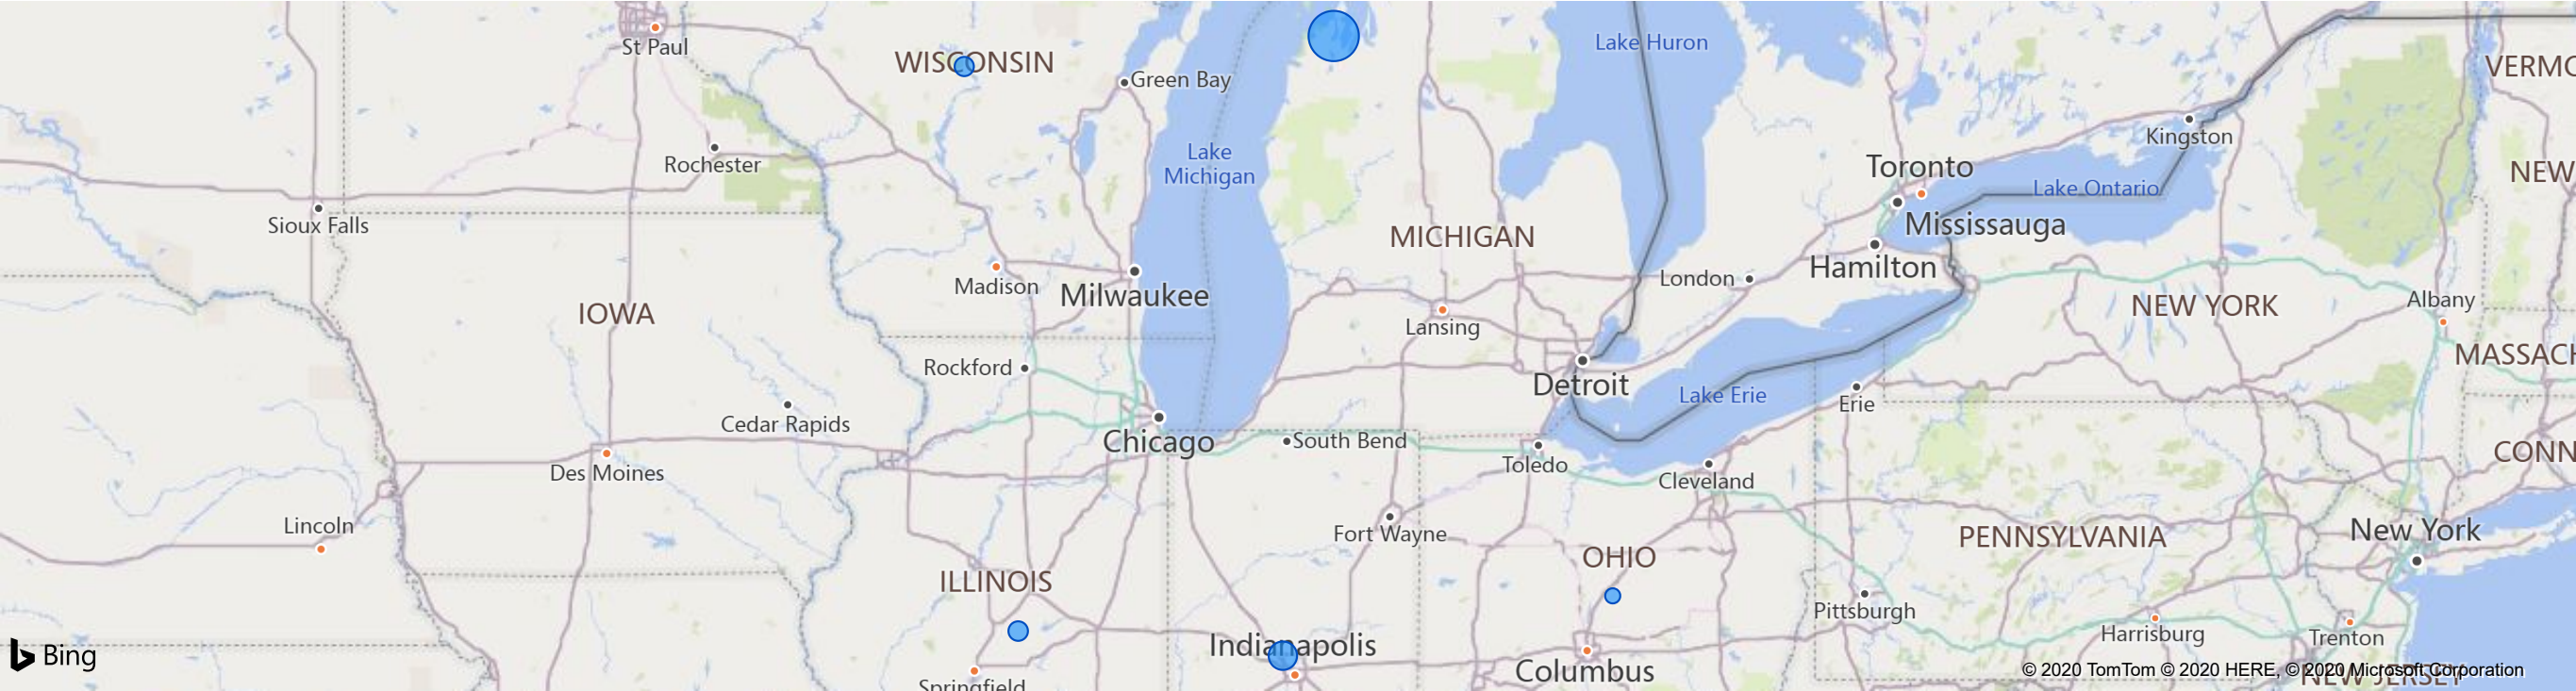 St Paul
WISCONSIN
Green Bay
Lake Huron
VERMO
Lake
Michigan
Rochester
Kingston
Toronto
Lake Ontario
NEW
Sioux Falls
Mississauga
MICHIGAN
Madison
Milwaukee
London
Hamilton
IOWA
Lansing
NEW YORK
Albany
Rockford
Detroit
MASSACH
Lake Erie
Erie
Cedar Rapids
Chicago
South Bend
CONN
Des Moines
Toledo
Cleveland
Lincoln
Fort Wayne
New York
PENNSYLVANIA
OHIO
ILLINOIS
Pittsburgh
Indianapolis
Harrisburg
Trenton
Bing
Columbus
© 2020 TomTom © 2020 HERE, © 2020 Microsoft Corporation
NEW JERSEY
Springfield